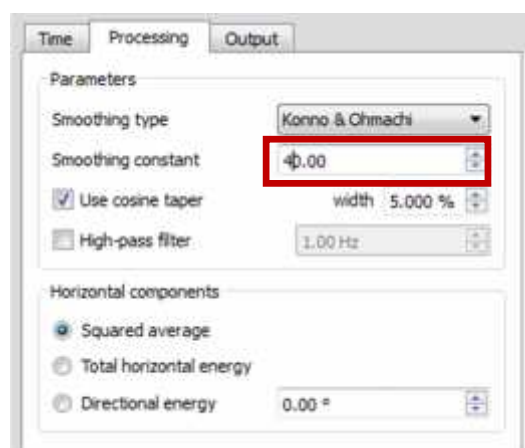 Time Processing Output
Parameters
Smoothing type Konno & Ohmachi
Smoothing constant 40.00
Use cosine taper width 5.000 %
High-pass filter 1.00 Hz
Horizontal components
Squared average
Total horizontal energy
Directional energy 0.00 °